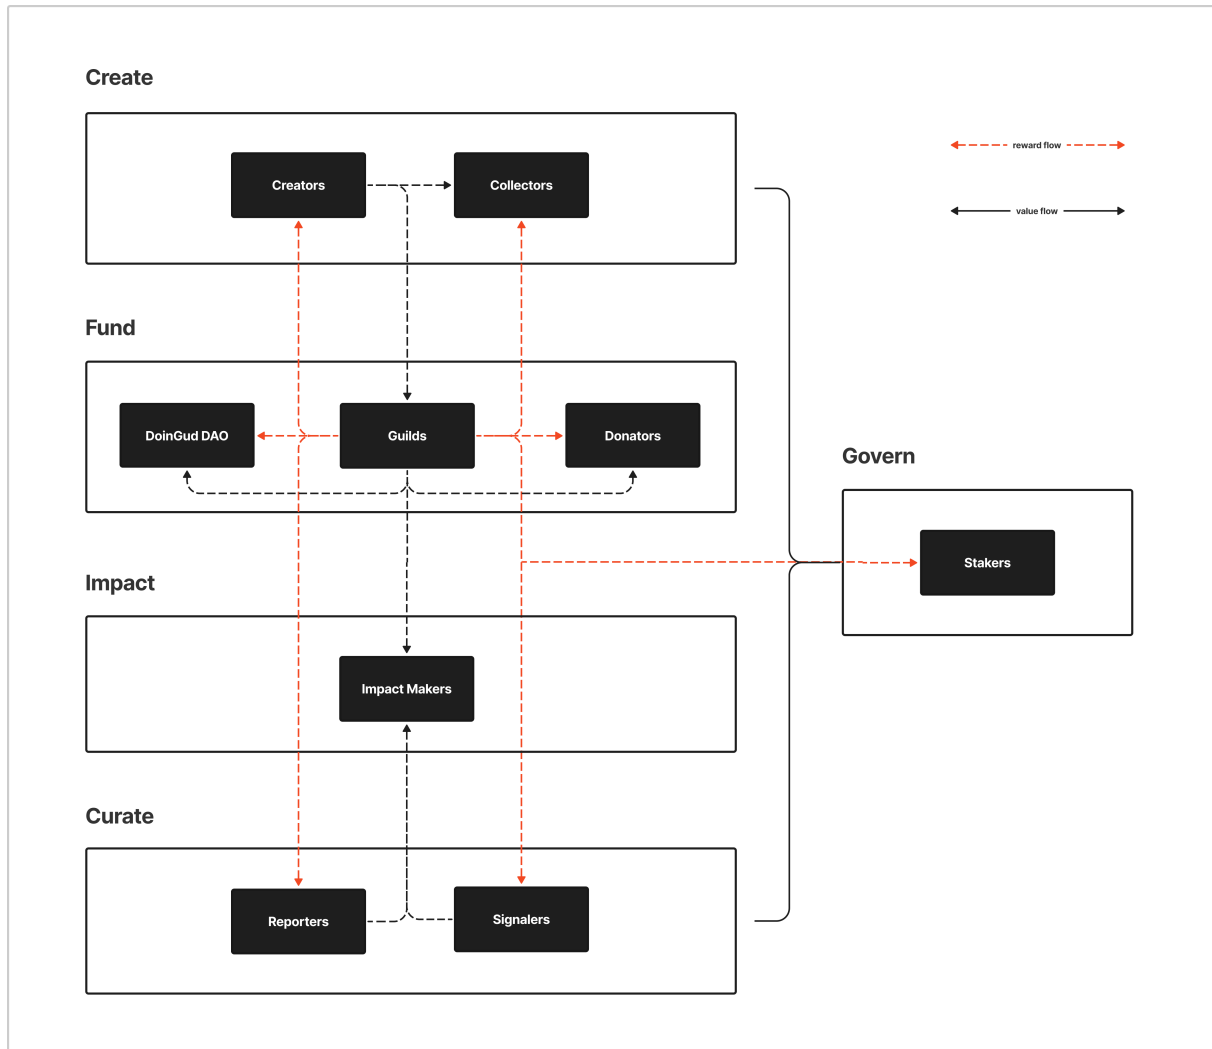 Create
Creators
Collectors
reward flow
value flow
Fund
DoinGud DAO
Guilds
Donators
Govern
Stakers
Impact
Impact Makers
Curate
Reporters
Signalers